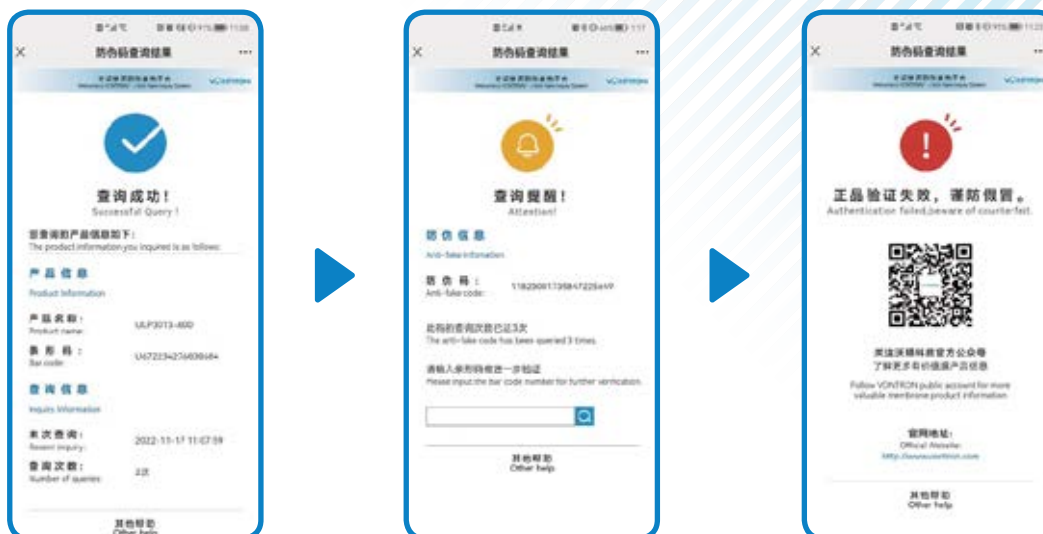 防伪码查询结果
查询成功!
Successful Query !
您查询的产品信息如下:
The product information you inquired is as follows:
产品信息
Product Information
产品名称:
Product name:
ULP3013-400
条形码:
Bar code:
查询信息
Inquiry Information
末次查询:
Recent inquiry:
2022-11-17 11:07:59
查询次数:
Number of queries:
2次
其他帮助
Other help
防伪码查询结果
查询提醒!
Attention!
防伪信息
Anti-fake Information
防伪码:
Anti-fake code:
此码的查询次数已达3次
The anti-fake code has been queried 3 times.
请输入条形码做进一步验证
Please input the bar code number for further verification.
其他帮助
Other help
防伪码查询结果
正品验证失败,谨防假冒。
Authentication failed,beware of counterfeit.
关注沃顿科技官方公众号
了解更多有价值膜产品信息
Follow VONTRON public account for more
valuable membrane product information
官网地址:
Official Website:
http://www.vontron.com
其他帮助
Other help